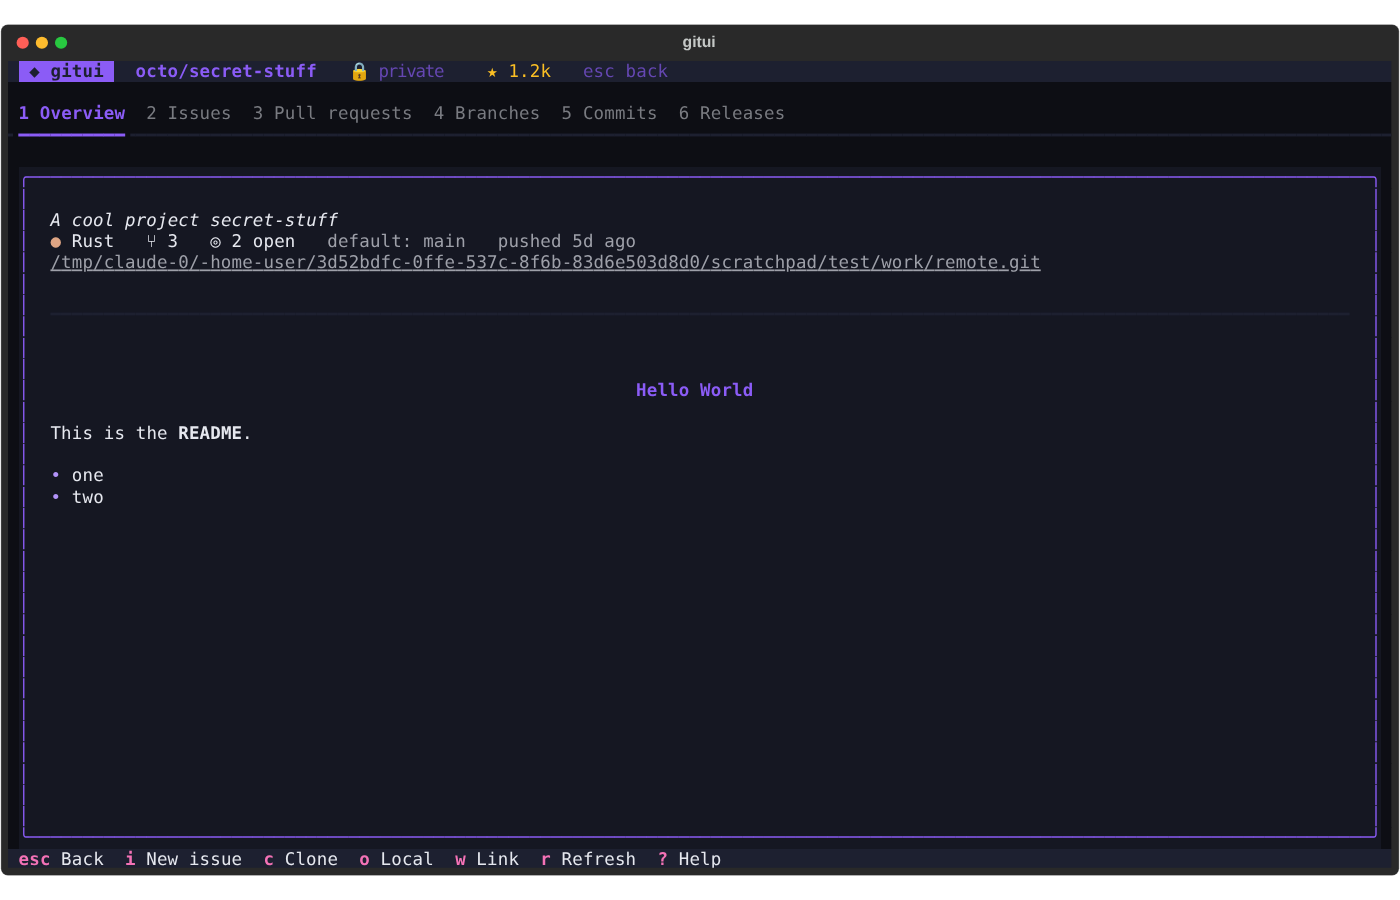 gitui
◆ gitui octo/secret-stuff 🔒 private ★ 1.2k esc back
1 Overview 2 Issues 3 Pull requests 4 Branches 5 Commits 6 Releases
A cool project secret-stuff
● Rust ⑂ 3 ◎ 2 open default: main pushed 5d ago
/tmp/claude-0/-home-user/3d52bdfc-0ffe-537c-8f6b-83d6e503d8d0/scratchpad/test/work/remote.git
Hello World
This is the README.
• one
• two
esc Back i New issue c Clone o Local w Link r Refresh ? Help